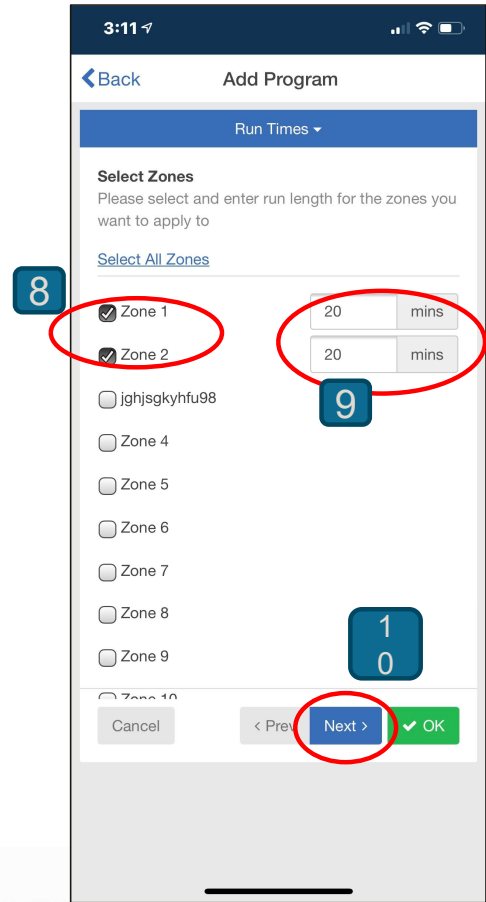 3:11
Back Add Program
Run Times
Select Zones
Please select and enter run length for the zones you
want to apply to
Select All Zones
8
Zone 1 20 mins
Zone 2 20 mins
9
jghjsgkyhfu98
Zone 4
Zone 5
Zone 6
Zone 7
Zone 8
1
0
Zone 9
Zone 10
Cancel < Prev Next > OK